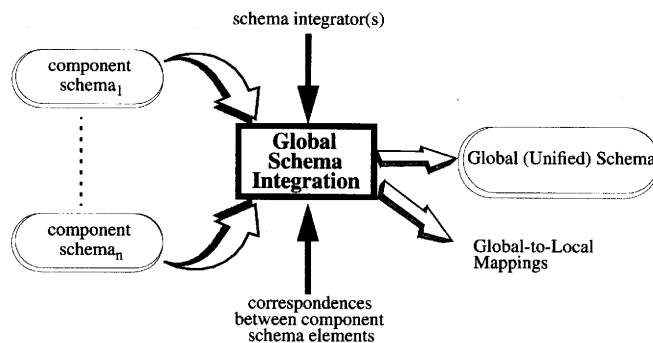 schema integrator(s)
component
schema1
Global
Schema
Integration
Global (Unified) Schema
component
scheman
Global-to-Local
Mappings
correspondences
between component
schema elements